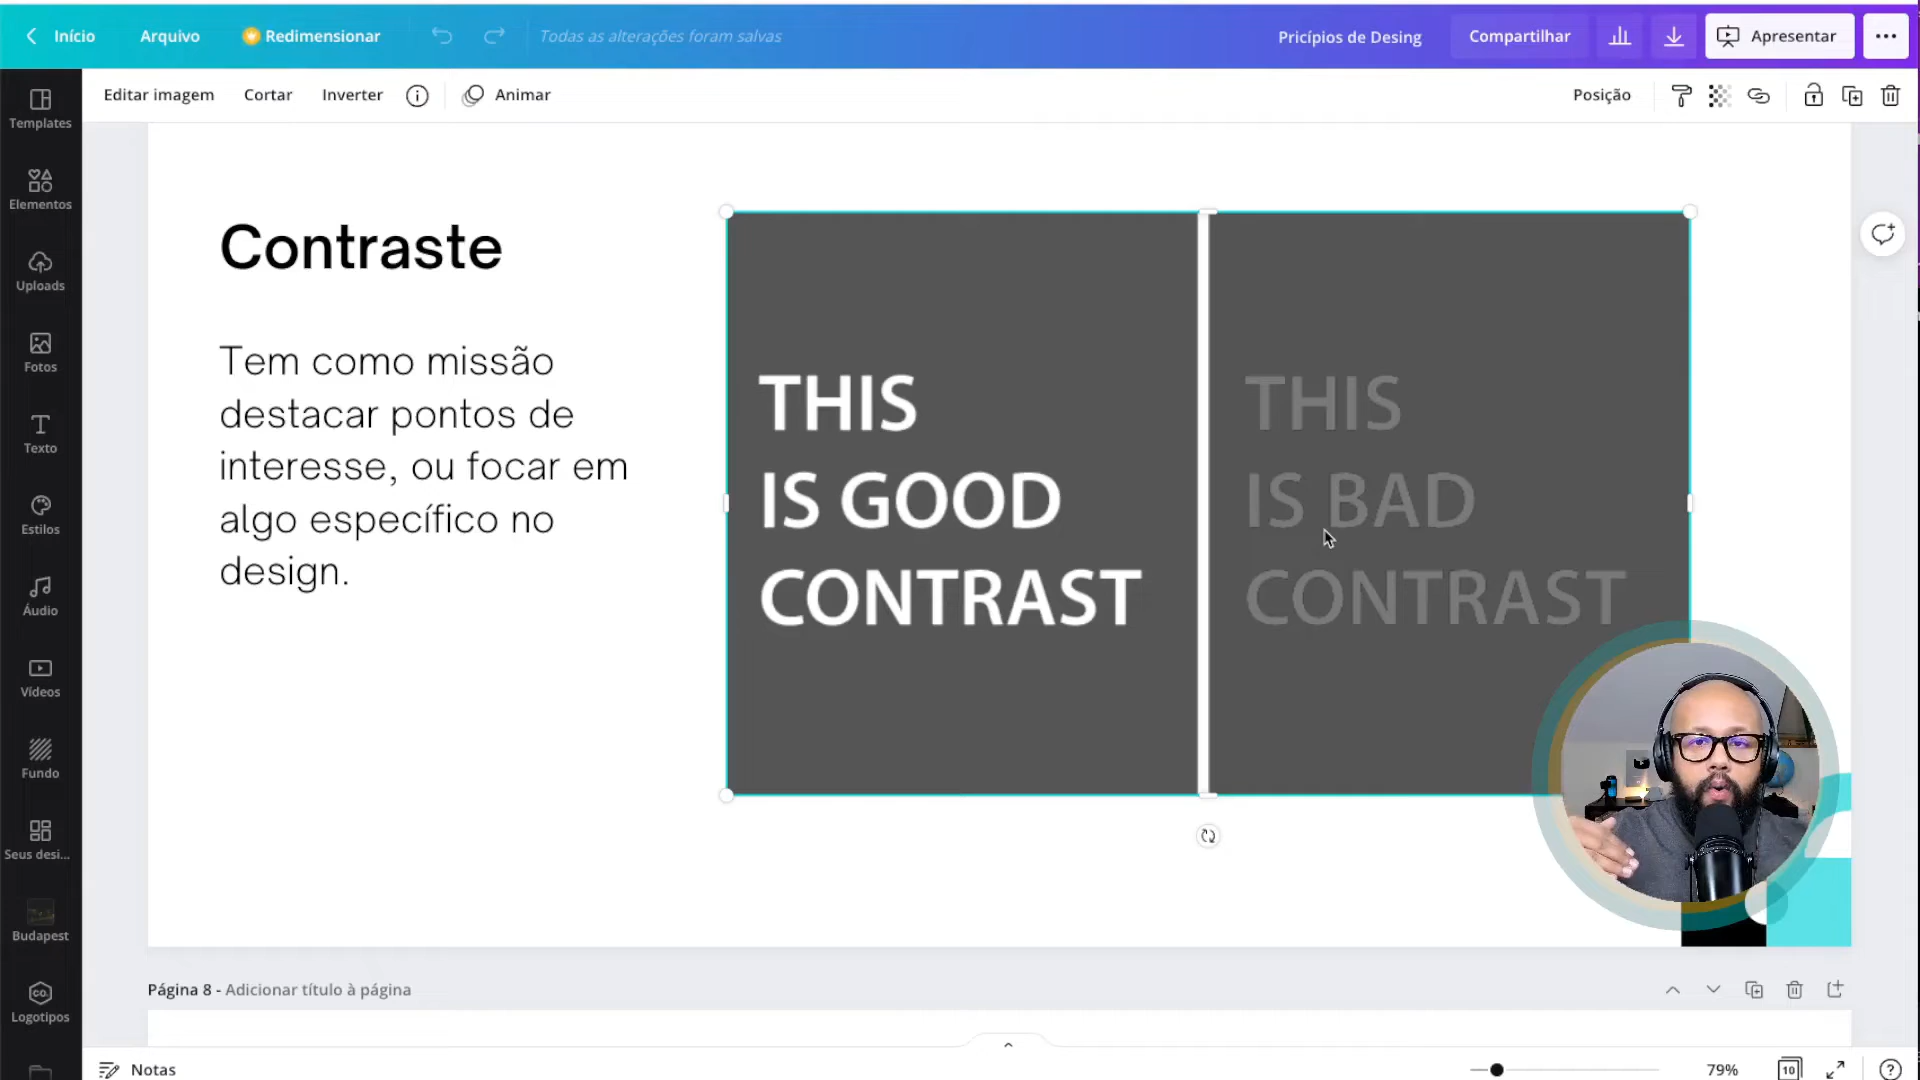 Início
Arquivo
Redimensionar
Todas as alterações foram salvas
Pricípios de Desing
Compartilhar
Apresentar
Editar imagem
Cortar
Inverter
Animar
Posição
Templates
Elementos
Uploads
Fotos
Texto
Estilos
Áudio
Vídeos
Fundo
Seus desi...
Budapest
CO.
Logotipos
Contraste
Tem como missão
destacar pontos de
interesse, ou focar em
algo específico no
design.
THIS
IS GOOD
CONTRAST
THIS
IS BAD
CONTRAST
Página 8 - Adicionar título à página
Notas
79%
10